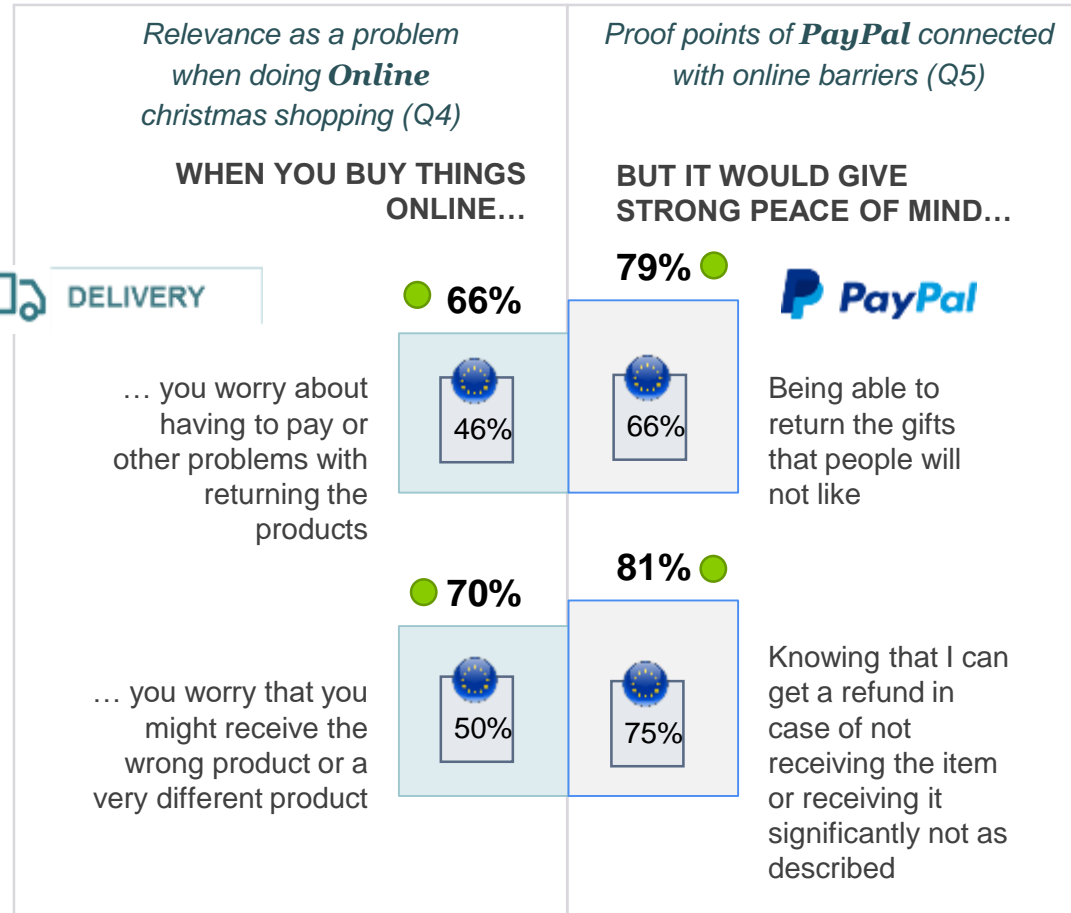 Relevance as a problem
when doing Online
christmas shopping (Q4)
Proof points of PayPal connected
with online barriers (Q5)
WHEN YOU BUY THINGS
ONLINE…
BUT IT WOULD GIVE
STRONG PEACE OF MIND…
DELIVERY
66%
79%
PayPal
… you worry about
having to pay or
other problems with
returning the
products
46%
66%
Being able to
return the gifts
that people will
not like
70%
81%
… you worry that you
might receive the
wrong product or a
very different product
50%
75%
Knowing that I can
get a refund in
case of not
receiving the item
or receiving it
significantly not as
described